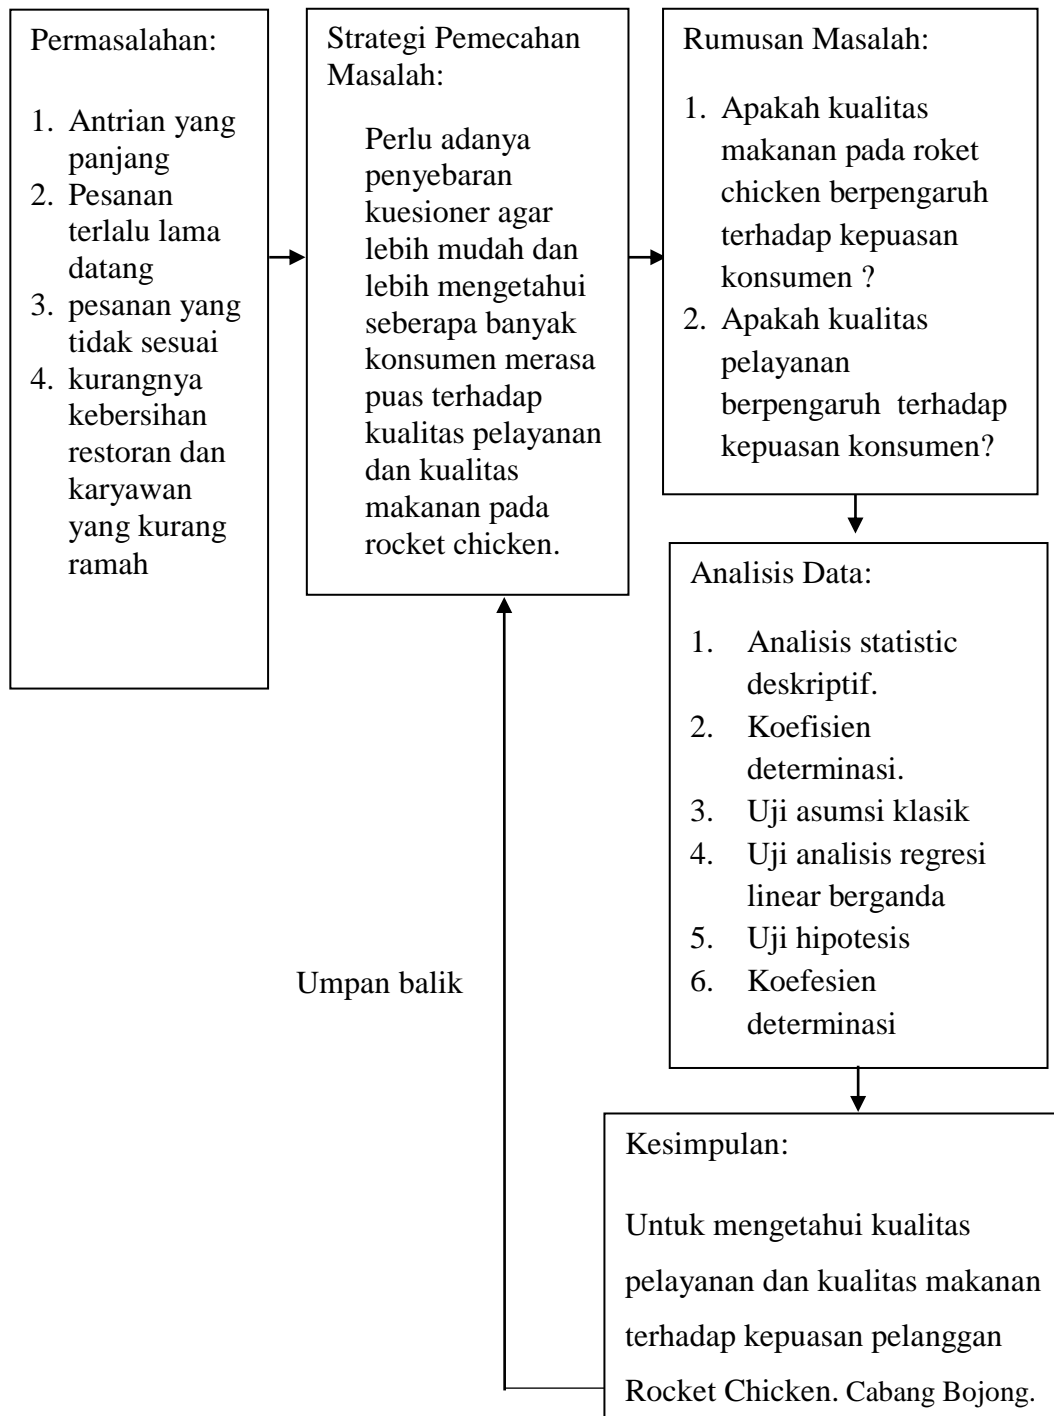 Permasalahan:
1. Antrian yang
panjang
2. Pesanan
terlalu lama
datang
3. pesanan yang
tidak sesuai
4. kurangnya
kebersihan
restoran dan
karyawan
yang kurang
ramah
Strategi Pemecahan
Masalah:
Perlu adanya
penyebaran
kuesioner agar
lebih mudah dan
lebih mengetahui
seberapa banyak
konsumen merasa
puas terhadap
kualitas pelayanan
dan kualitas
makanan pada
rocket chicken.
Rumusan Masalah:
1. Apakah kualitas
makanan pada roket
chicken berpengaruh
terhadap kepuasan
konsumen ?
2. Apakah kualitas
pelayanan
berpengaruh terhadap
kepuasan konsumen?
Analisis Data:
1. Analisis statistic
deskriptif.
2. Koefisien
determinasi.
3. Uji asumsi klasik
4. Uji analisis regresi
linear berganda
5. Uji hipotesis
6. Koefesien
determinasi
Umpan balik
Kesimpulan:
Untuk mengetahui kualitas
pelayanan dan kualitas makanan
terhadap kepuasan pelanggan
Rocket Chicken. Cabang Bojong.